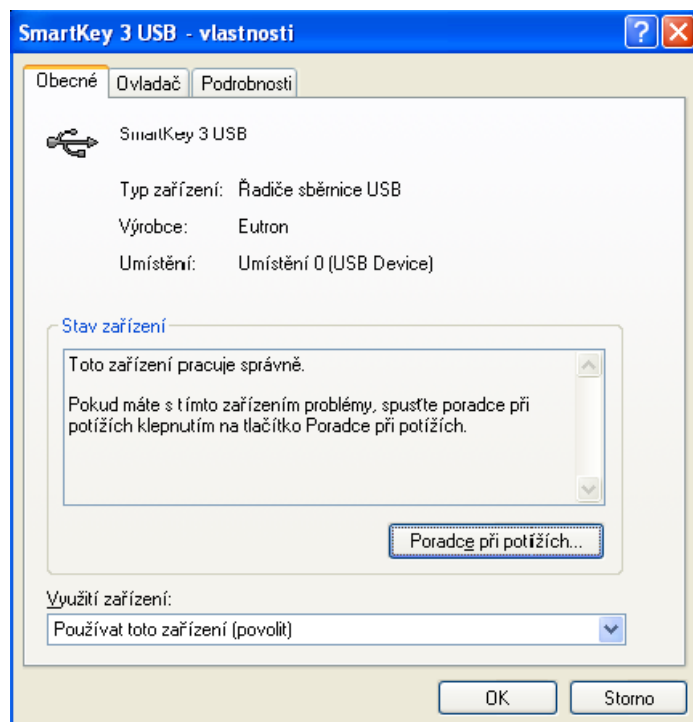 SmartKey 3 USB - vlastnosti
Obecné Ovladač Podrobnosti
SmartKey 3 USB
Typ zařízení: Řadiče sběrnice USB
Výrobce: Eutron
Umístění: Umístění 0 (USB Device)
Stav zařízení
Toto zařízení pracuje správně.
Pokud máte s tímto zařízením problémy, spusťte poradce při
potížích klepnutím na tlačítko Poradce při potížích.
Poradce při potížích...
Využití zařízení:
Používat toto zařízení (povolit)
OK Storno